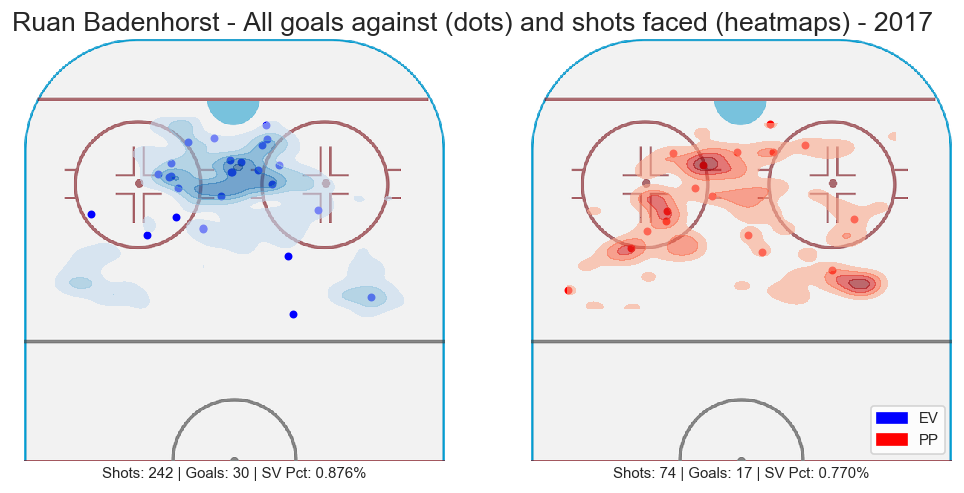 Ruan Badenhorst - All goals against (dots) and shots faced (heatmaps) - 2017
EV
PP
Shots: 242 | Goals: 30 | SV Pct: 0.876%
Shots: 74 | Goals: 17 | SV Pct: 0.770%